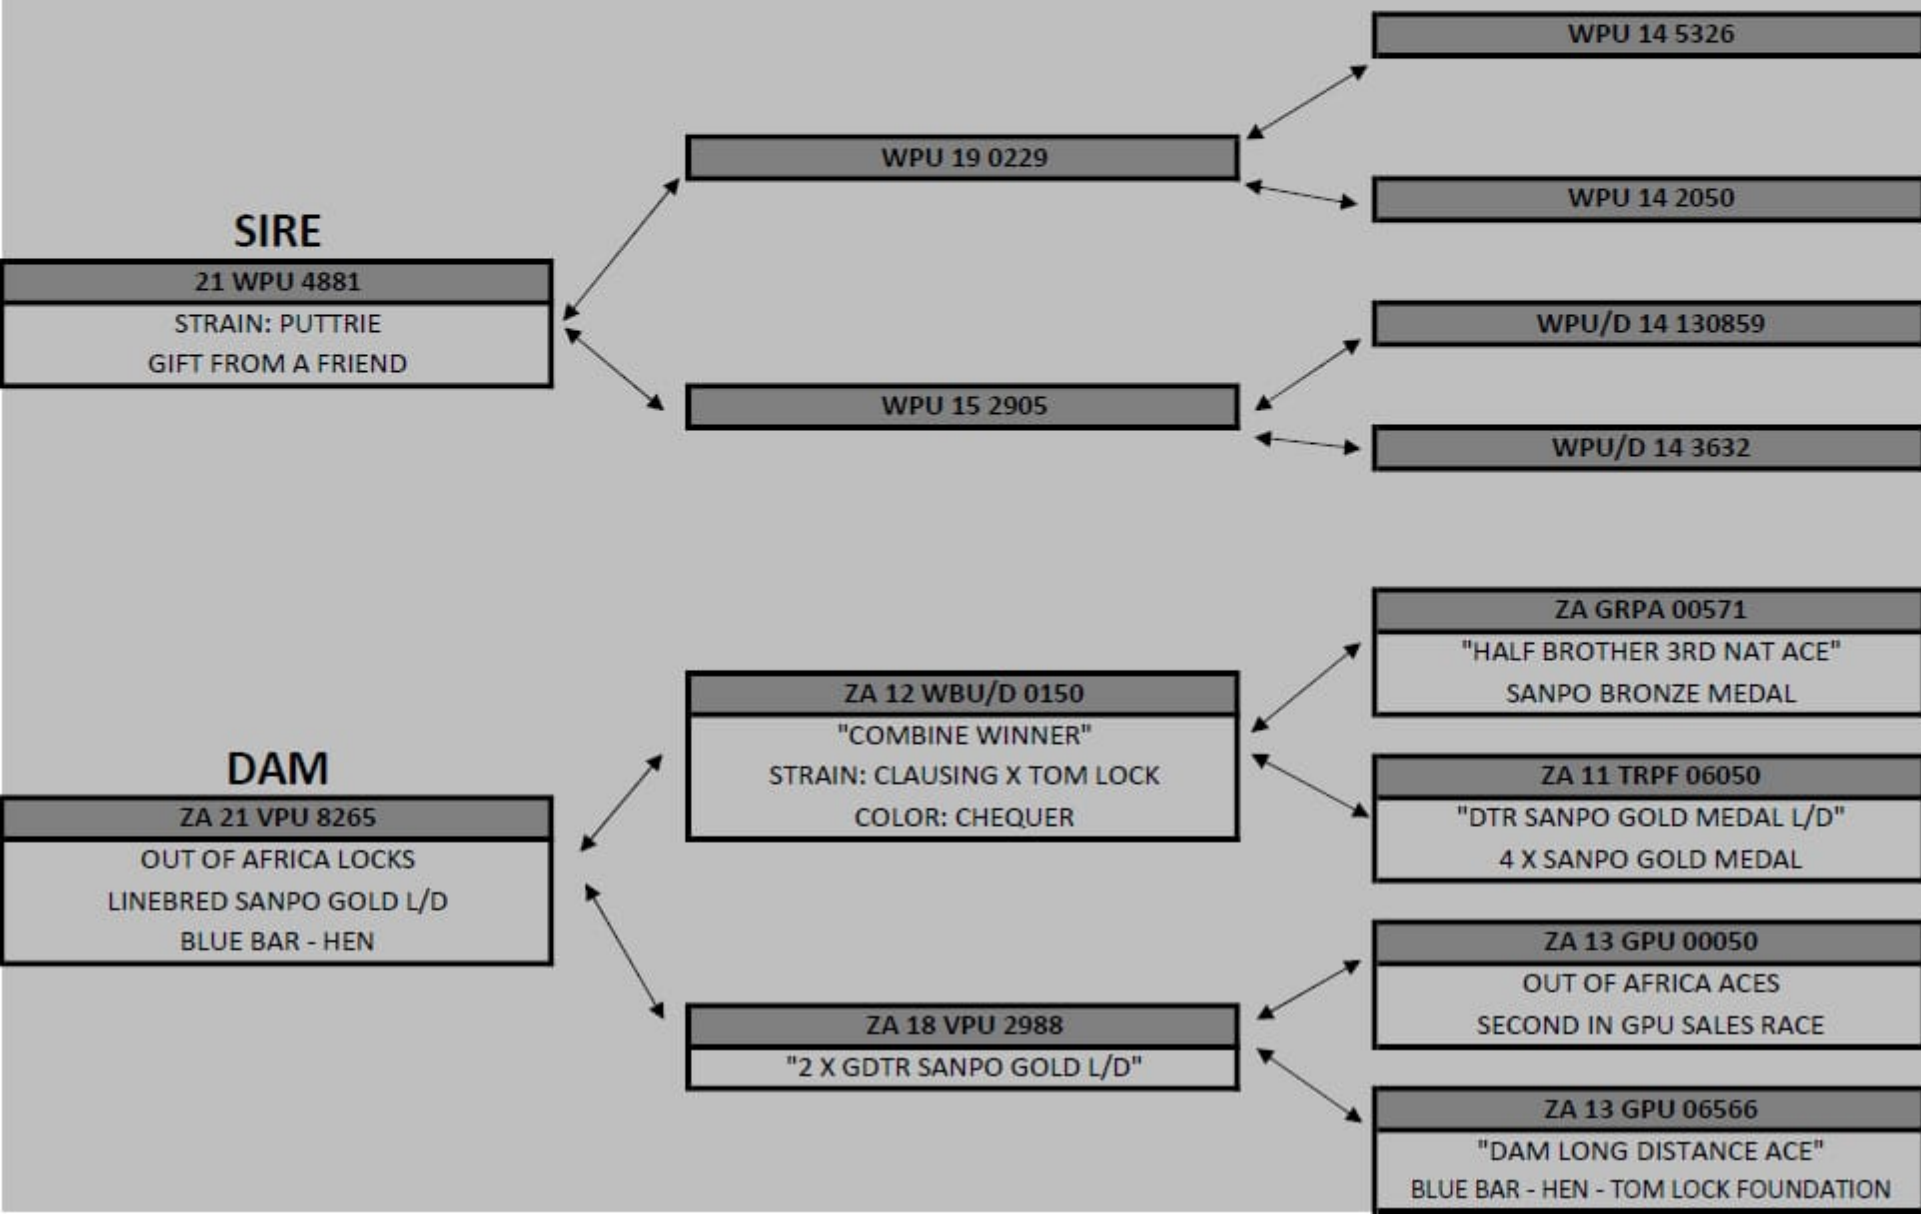 SIRE
21 WPU 4881
STRAIN: PUTTRIE
GIFT FROM A FRIEND
WPU 19 0229
WPU 15 2905
WPU 14 5326
WPU 14 2050
WPU/D 14 130859
WPU/D 14 3632
DAM
ZA 21 VPU 8265
OUT OF AFRICA LOCKS
LINEBRED SANPO GOLD L/D
BLUE BAR - HEN
ZA 12 WBU/D 0150
"COMBINE WINNER"
STRAIN: CLAUSING X TOM LOCK
COLOR: CHEQUER
ZA 18 VPU 2988
"2 X GDTR SANPO GOLD L/D"
ZA GRPA 00571
"HALF BROTHER 3RD NAT ACE"
SANPO BRONZE MEDAL
ZA 11 TRPF 06050
"DTR SANPO GOLD MEDAL L/D"
4 X SANPO GOLD MEDAL
ZA 13 GPU 00050
OUT OF AFRICA ACES
SECOND IN GPU SALES RACE
ZA 13 GPU 06566
"DAM LONG DISTANCE ACE"
BLUE BAR - HEN - TOM LOCK FOUNDATION